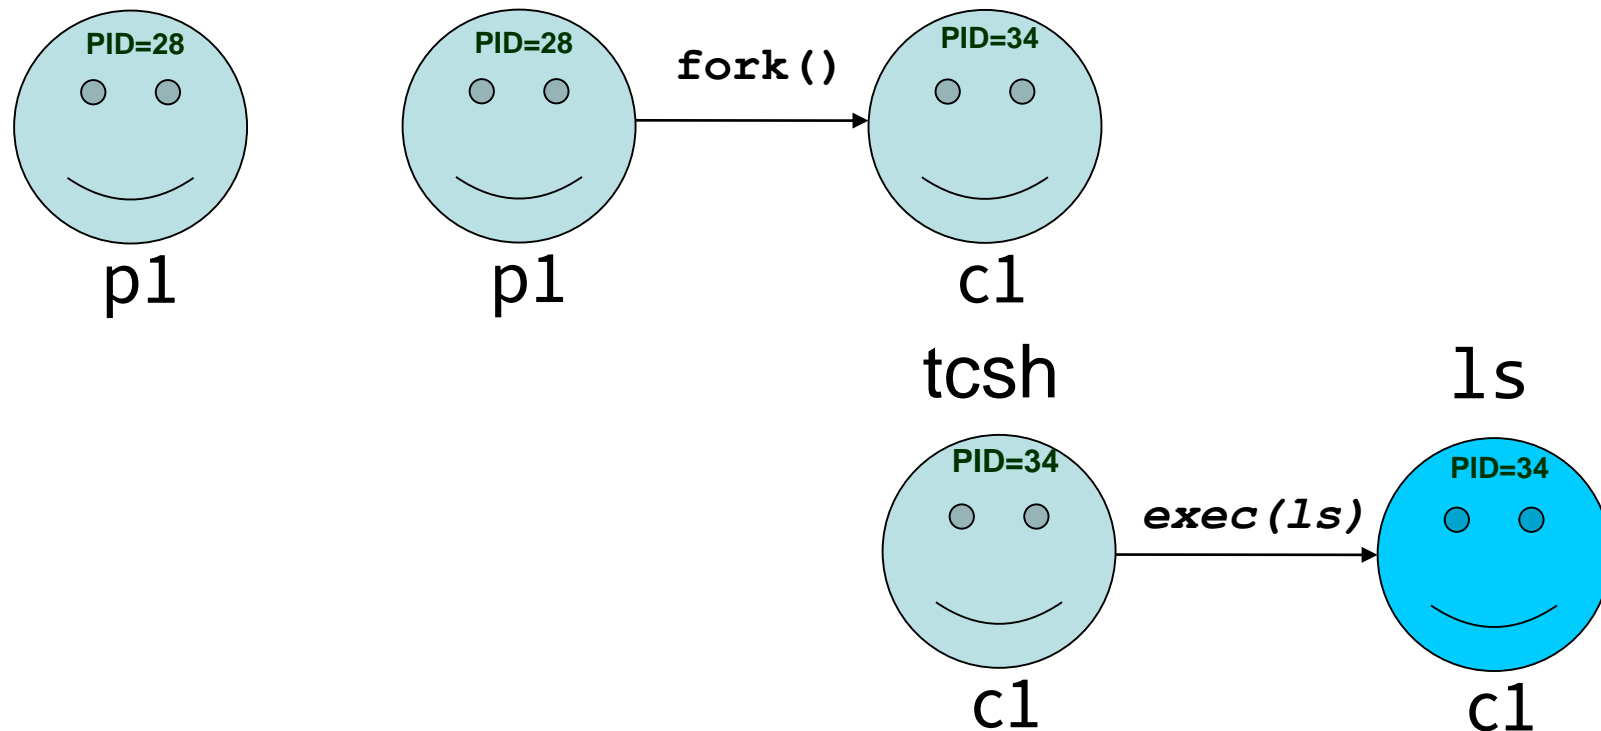 PID=28
PID=28
fork()
PID=34
p1
p1
c1
tcsh
ls
PID=34
exec(ls)
PID=34
c1
c1